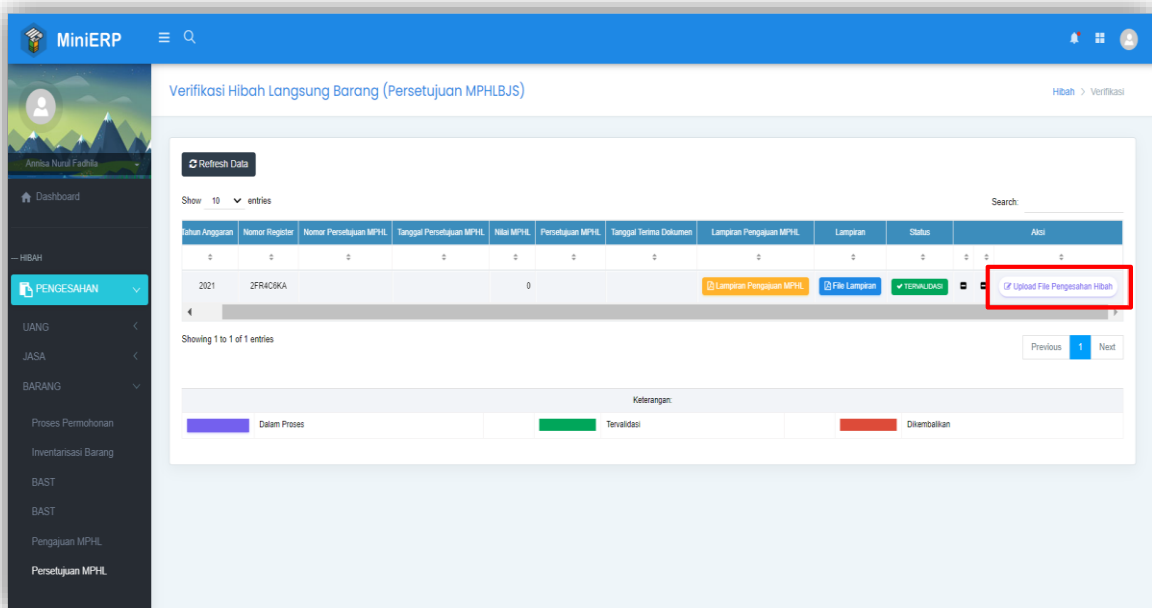 MiniERP
Verifikasi Hibah Langsung Barang (Persetujuan MPHLBJS)
Hibah > Verifikasi
Annisa Nurul Fadhila
Dashboard
— HIBAH
PENGESAHAN
UANG
JASA
BARANG
Proses Permohonan
Inventarisasi Barang
BAST
BAST
Pengajuan MPHL
Persetujuan MPHL
Refresh Data
Show 10 entries
Search:
Tahun Anggaran Nomor Register Nomor Persetujuan MPHL Tanggal Persetujuan MPHL Nilai MPHL Persetujuan MPHL Tanggal Terima Dokumen Lampiran Pengajuan MPHL Lampiran Status Aksi
2021 2FR4C6KA 0 Lampiran Pengajuan MPHL File Lampiran TERVALIDASI Upload File Pengesahan Hibah
Showing 1 to 1 of 1 entries
Previous 1 Next
Keterangan:
Dalam Proses Tervalidasi Dikembalikan